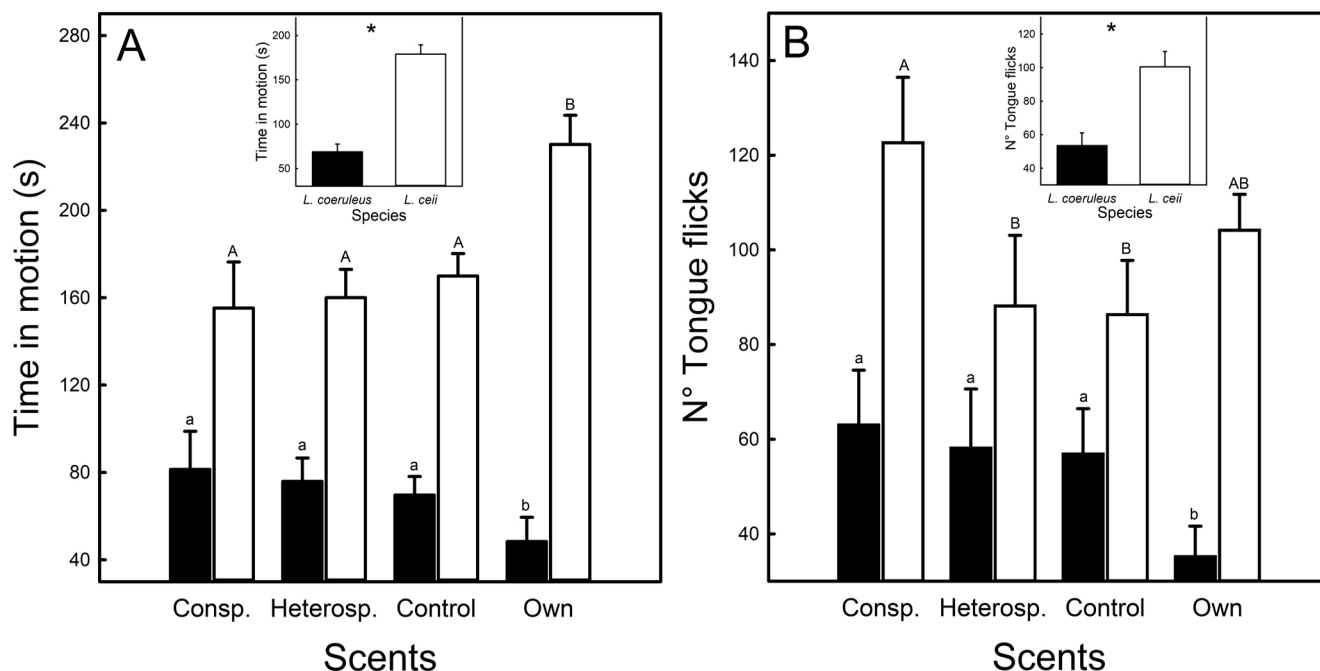 A
Time in motion (s)
280
240
200
160
120
80
40
a
A
a
A
a
A
b
B
Consp. Heterosp. Control Own
Scents
*
Time in motion (s)
200
150
100
50
L. coeruleus L. ceii
Species
B
N° Tongue flicks
140
120
100
80
60
40
a
A
a
B
a
B
b
AB
Consp. Heterosp. Control Own
Scents
*
N° Tongue flicks
120
100
80
60
40
L. coeruleus L. ceii
Species